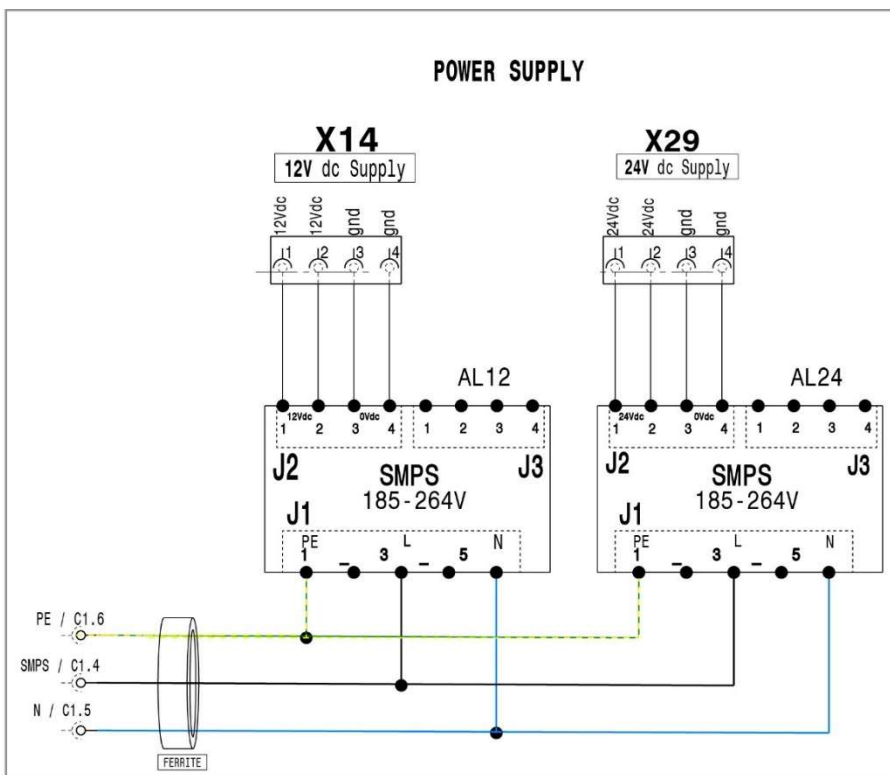 POWER SUPPLY
X14
12V dc Supply
X29
24V dc Supply
12Vdc
12Vdc
gnd
gnd
24Vdc
24Vdc
gnd
gnd
1 2 3 4
1 2 3 4
AL12
AL24
12Vdc 0Vdc
1 2 3 4 1 2 3 4
24Vdc 0Vdc
1 2 3 4 1 2 3 4
J2 J3
J2 J3
SMPS
185-264V
SMPS
185-264V
J1
J1
PE L N
1 – 3 – 5
PE L N
1 – 3 – 5
PE / C1.6
SMPS / C1.4
N / C1.5
FERRITE